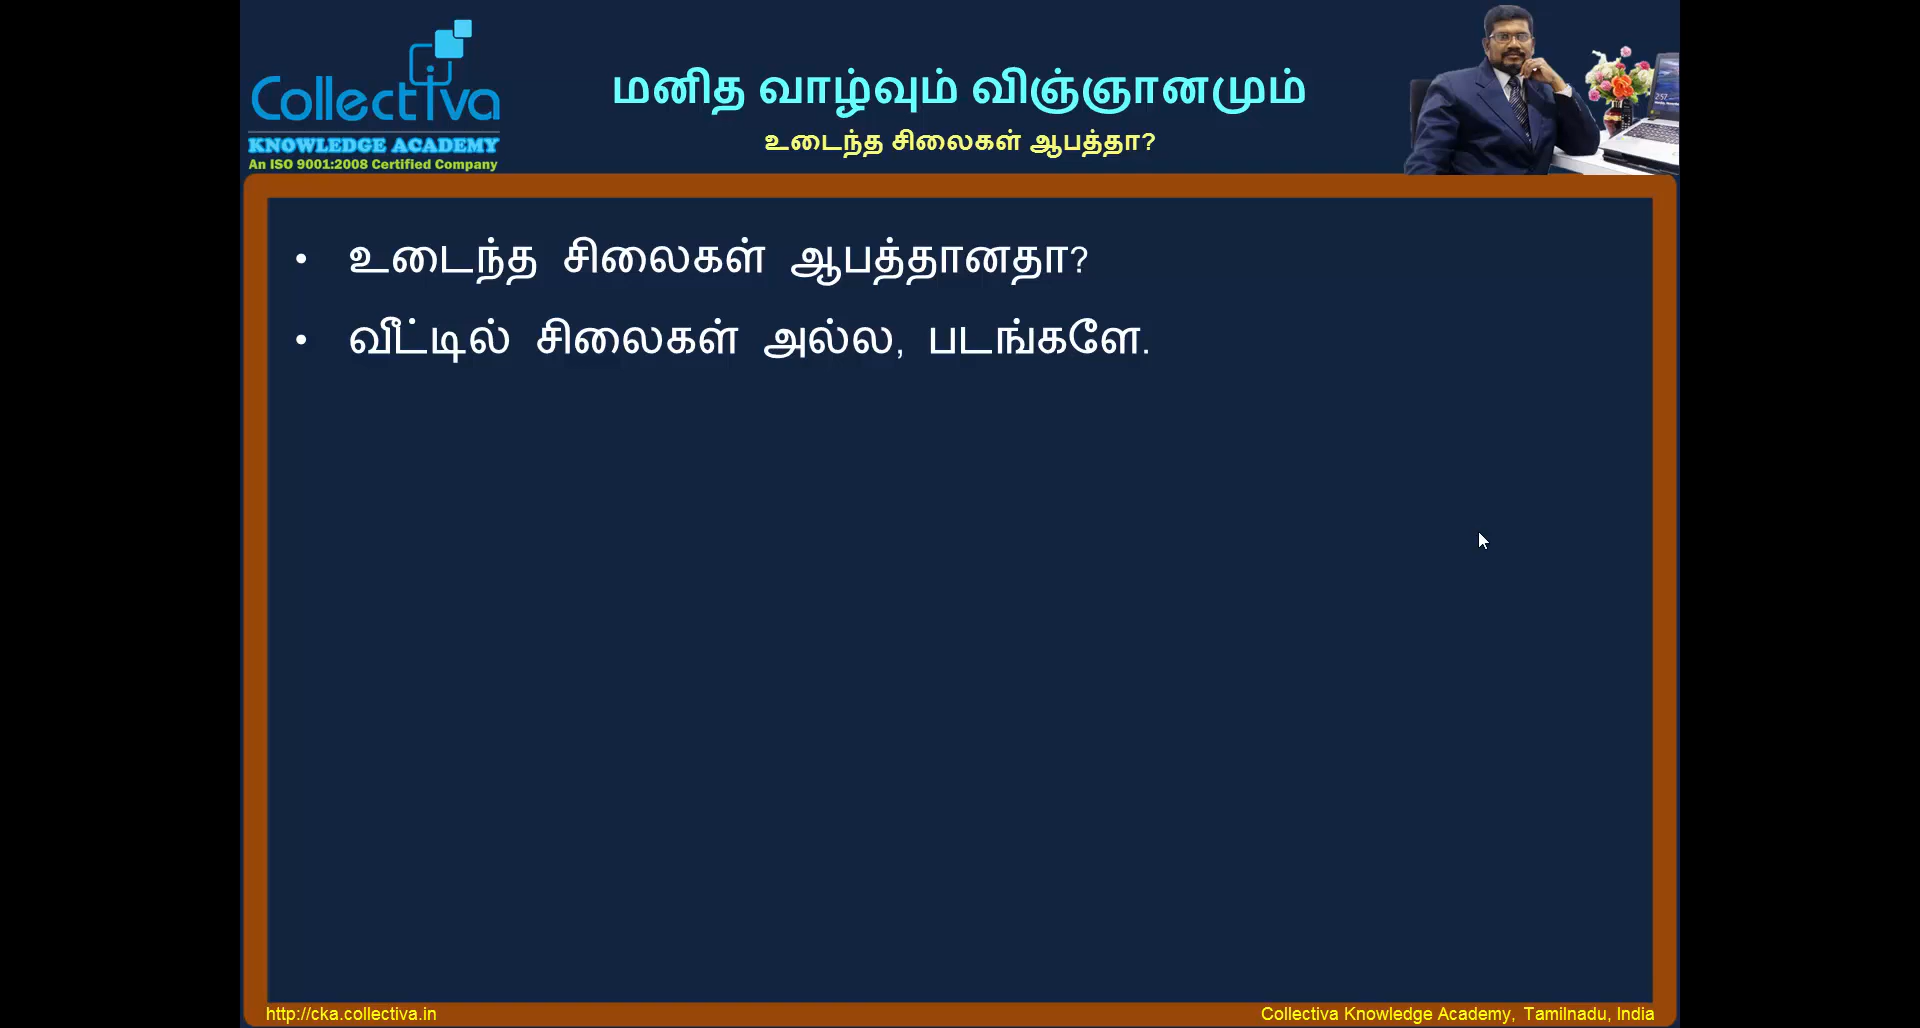 Collectiva
KNOWLEDGE ACADEMY
An ISO 9001:2008 Certified Company
மனித வாழ்வும் விஞ்ஞானமும்
உடைந்த சிலைகள் ஆபத்தா?
• உடைந்த சிலைகள் ஆபத்தானதா?
• வீட்டில் சிலைகள் அல்ல, படங்களே.
http://cka.collectiva.in
Collectiva Knowledge Academy, Tamilnadu, India